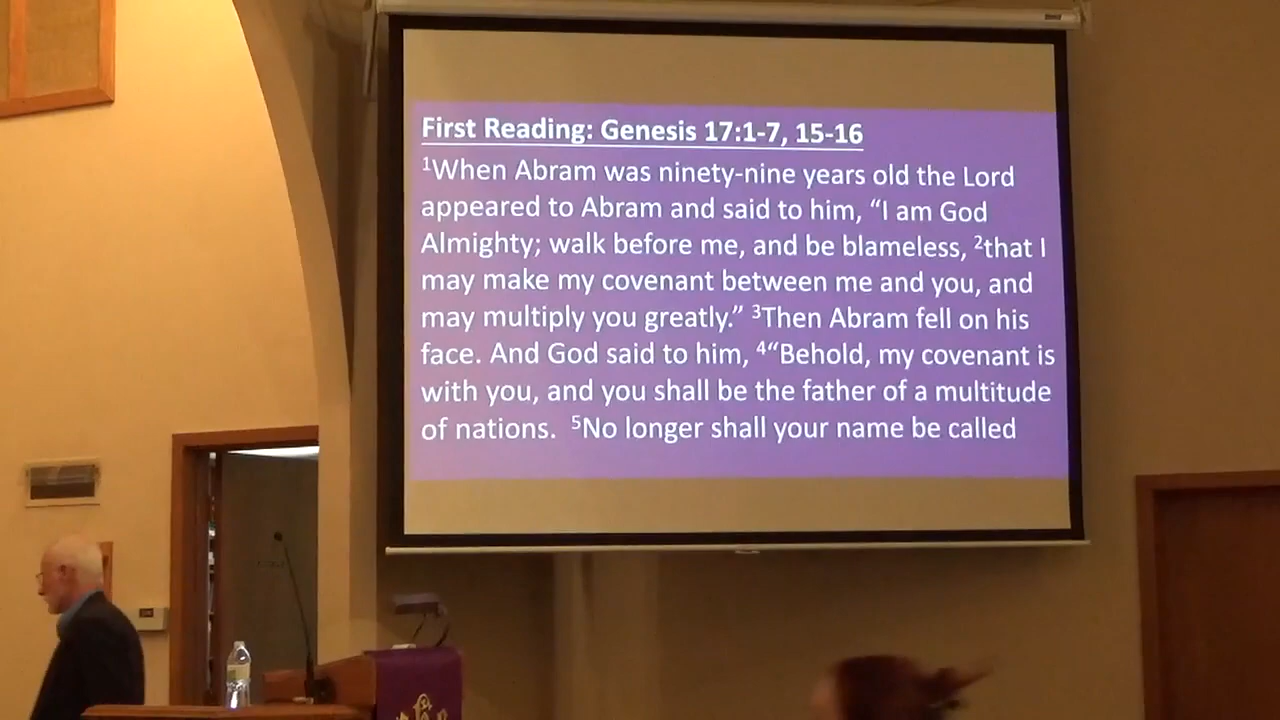 First Reading: Genesis 17:1-7, 15-16
¹When Abram was ninety-nine years old the Lord
appeared to Abram and said to him, “I am God
Almighty; walk before me, and be blameless, ²that I
may make my covenant between me and you, and
may multiply you greatly.” ³Then Abram fell on his
face. And God said to him, ⁴“Behold, my covenant is
with you, and you shall be the father of a multitude
of nations.  ⁵No longer shall your name be called